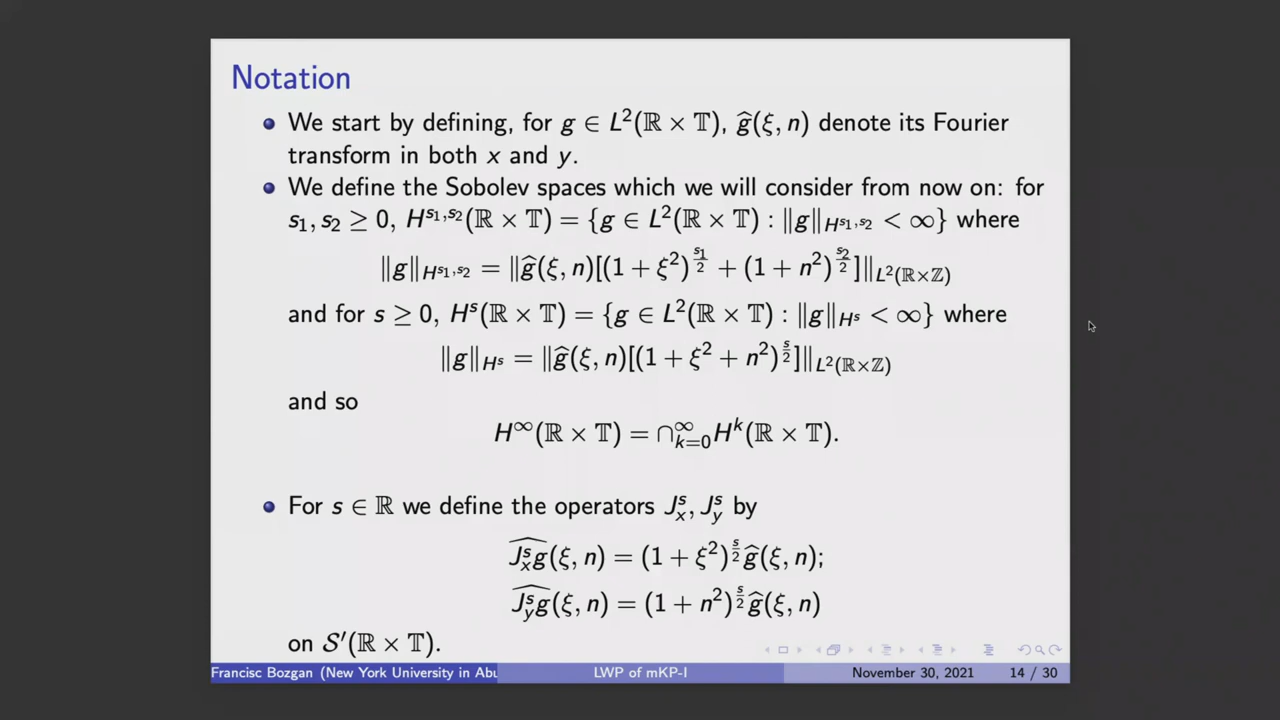 Notation
We start by defining, for g ∈ L²(ℝ × 𝕋), ĝ(ξ, n) denote its Fourier
transform in both x and y.
We define the Sobolev spaces which we will consider from now on: for
s₁, s₂ ≥ 0, H^{s₁,s₂}(ℝ × 𝕋) = {g ∈ L²(ℝ × 𝕋) : ‖g‖_{H^{s₁,s₂}} < ∞} where
‖g‖_{H^{s₁,s₂}} = ‖ĝ(ξ, n)[(1 + ξ²)^{s₁/2} + (1 + n²)^{s₂/2}]‖_{L²(ℝ×ℤ)}
and for s ≥ 0, H^s(ℝ × 𝕋) = {g ∈ L²(ℝ × 𝕋) : ‖g‖_{H^s} < ∞} where
‖g‖_{H^s} = ‖ĝ(ξ, n)[(1 + ξ² + n²)^{s/2}]‖_{L²(ℝ×ℤ)}
and so
H^∞(ℝ × 𝕋) = ∩_{k=0}^∞ H^k(ℝ × 𝕋).
For s ∈ ℝ we define the operators J_x^s, J_y^s by
\widehat{J_x^s g}(ξ, n) = (1 + ξ²)^{s/2} ĝ(ξ, n);
\widehat{J_y^s g}(ξ, n) = (1 + n²)^{s/2} ĝ(ξ, n)
on 𝒮′(ℝ × 𝕋).
Francisc Bozgan (New York University in Abu LWP of mKP-I November 30, 2021 14 / 30